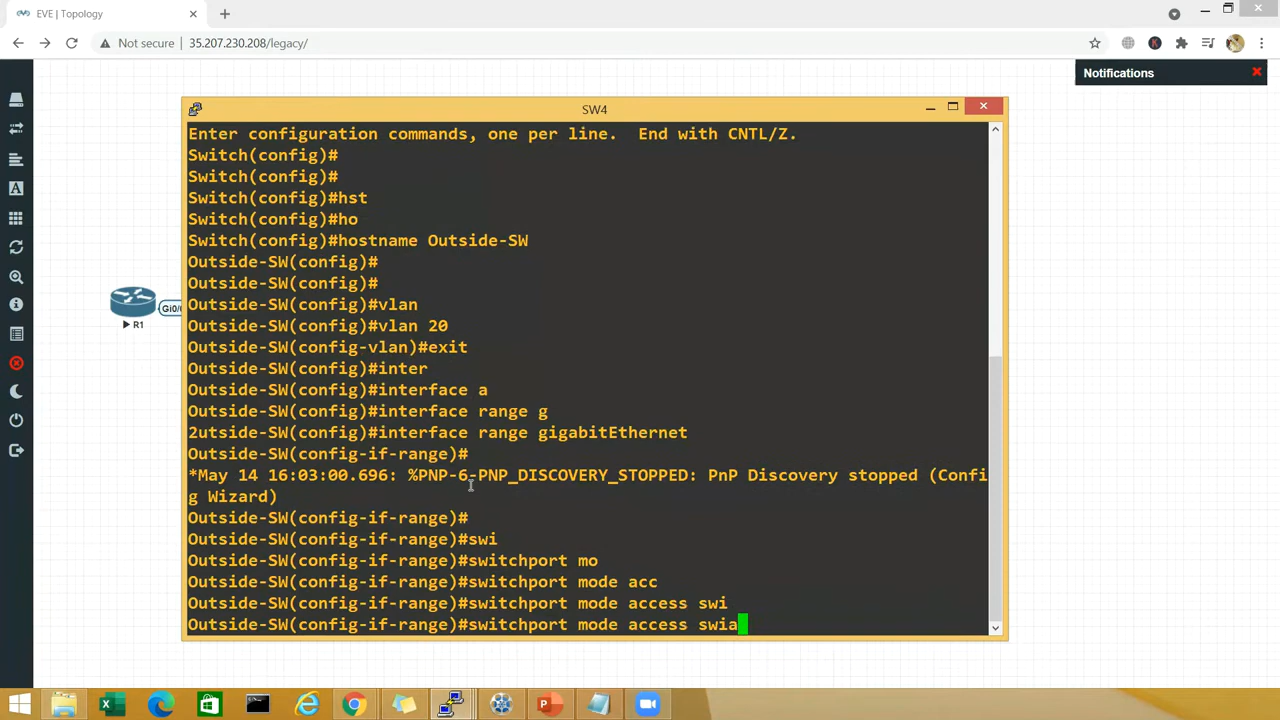 EVE | Topology
Not secure
35.207.230.208/legacy/
Notifications
SW4
Enter configuration commands, one per line.  End with CNTL/Z.
Switch(config)#
Switch(config)#
Switch(config)#hst
Switch(config)#ho
Switch(config)#hostname Outside-SW
Outside-SW(config)#
Outside-SW(config)#
Outside-SW(config)#vlan
Outside-SW(config)#vlan 20
Outside-SW(config-vlan)#exit
Outside-SW(config)#inter
Outside-SW(config)#interface a
Outside-SW(config)#interface range g
2utside-SW(config)#interface range gigabitEthernet
Outside-SW(config-if-range)#
*May 14 16:03:00.696: %PNP-6-PNP_DISCOVERY_STOPPED: PnP Discovery stopped (Confi
g Wizard)
Outside-SW(config-if-range)#
Outside-SW(config-if-range)#swi
Outside-SW(config-if-range)#switchport mo
Outside-SW(config-if-range)#switchport mode acc
Outside-SW(config-if-range)#switchport mode access swi
Outside-SW(config-if-range)#switchport mode access swia
Gi0/
R1